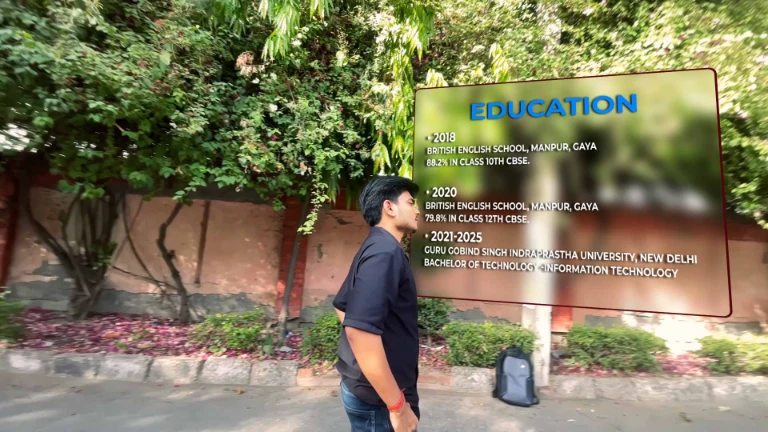 EDUCATION
• 2018
BRITISH ENGLISH SCHOOL, MANPUR, GAYA
88.2% IN CLASS 10TH CBSE.
• 2020
BRITISH ENGLISH SCHOOL, MANPUR, GAYA
79.8% IN CLASS 12TH CBSE.
• 2021-2025
GURU GOBIND SINGH INDRAPRASTHA UNIVERSITY, NEW DELHI
BACHELOR OF TECHNOLOGY -INFORMATION TECHNOLOGY